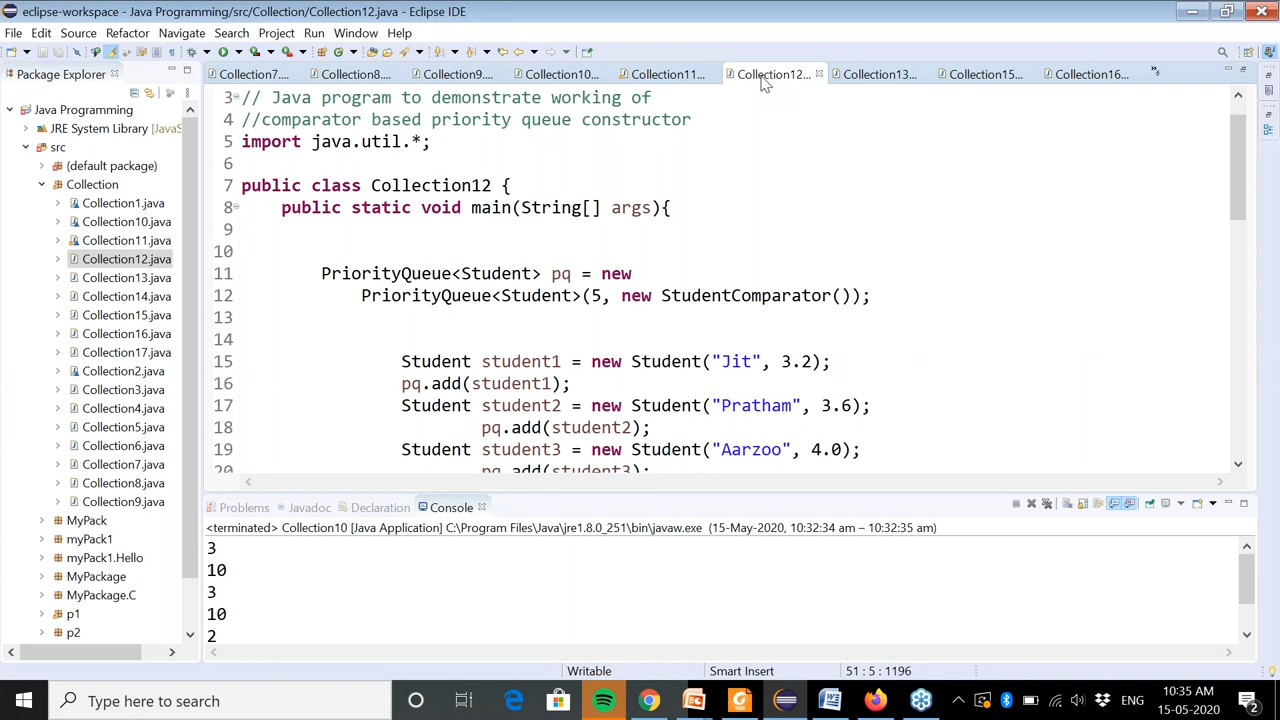 eclipse-workspace - Java Programming/src/Collection/Collection12.java - Eclipse IDE
File Edit Source Refactor Navigate Search Project Run Window Help
Package Explorer
Collection7.... Collection8.... Collection9.... Collection10... Collection11... Collection12... Collection13... Collection15... Collection16...
Java Programming
JRE System Library [JavaS
src
(default package)
Collection
Collection1.java
Collection10.java
Collection11.java
Collection12.java
Collection13.java
Collection14.java
Collection15.java
Collection16.java
Collection17.java
Collection2.java
Collection3.java
Collection4.java
Collection5.java
Collection6.java
Collection7.java
Collection8.java
Collection9.java
MyPack
myPack1
myPack1.Hello
MyPackage
MyPackage.C
p1
p2
3 // Java program to demonstrate working of
4 //comparator based priority queue constructor
5 import java.util.*;
6
7 public class Collection12 {
8 public static void main(String[] args){
9
10
11 PriorityQueue<Student> pq = new
12 PriorityQueue<Student>(5, new StudentComparator());
13
14
15 Student student1 = new Student("Jit", 3.2);
16 pq.add(student1);
17 Student student2 = new Student("Pratham", 3.6);
18 pq.add(student2);
19 Student student3 = new Student("Aarzoo", 4.0);
20 pq.add(student3);
Problems Javadoc Declaration Console
<terminated> Collection10 [Java Application] C:\Program Files\Java\jre1.8.0_251\bin\javaw.exe (15-May-2020, 10:32:34 am – 10:32:35 am)
3
10
3
10
2
Writable Smart Insert 51 : 5 : 1196
Type here to search
ENG
10:35 AM
15-05-2020
2